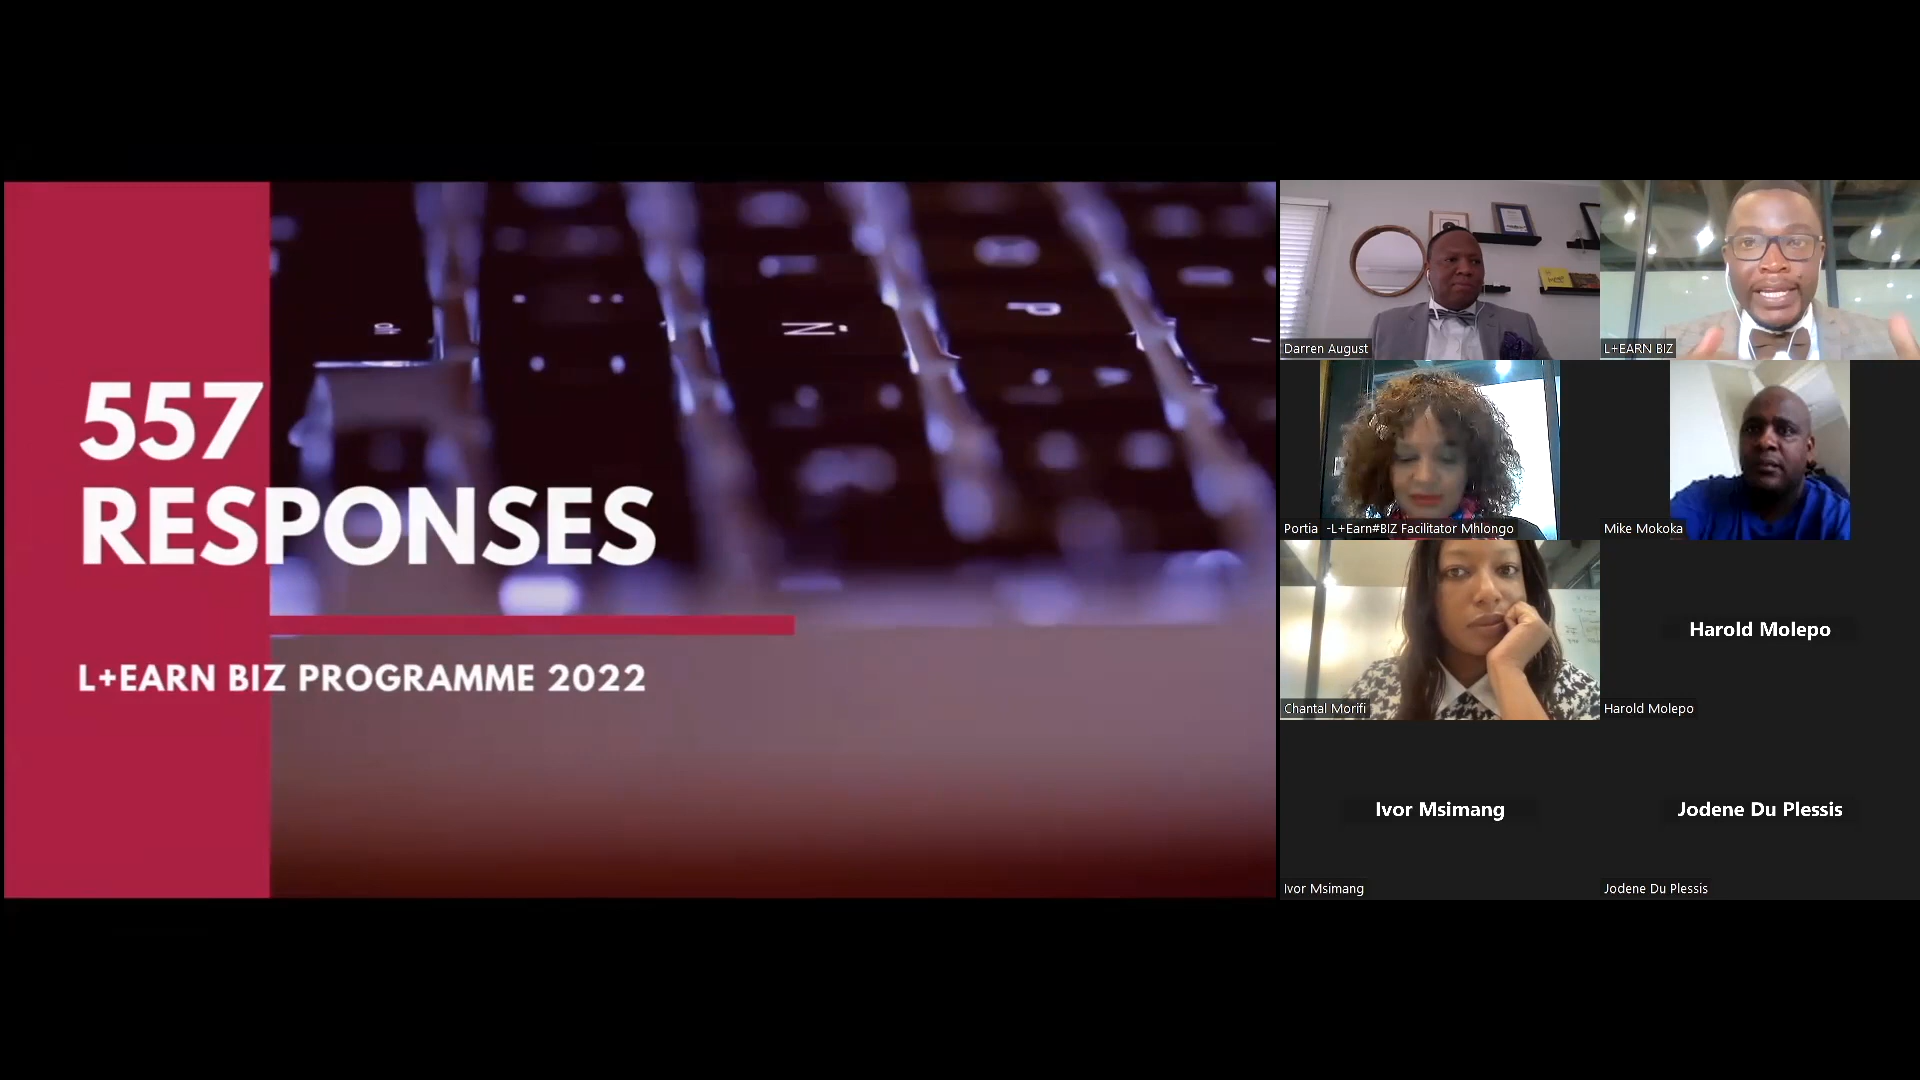 557
RESPONSES
L+EARN BIZ PROGRAMME 2022
Darren August
L+EARN BIZ
Portia -L+Earn#BIZ Facilitator Mhlongo
Mike Mokoka
Chantal Morifi
Harold Molepo
Harold Molepo
Ivor Msimang
Ivor Msimang
Jodene Du Plessis
Jodene Du Plessis